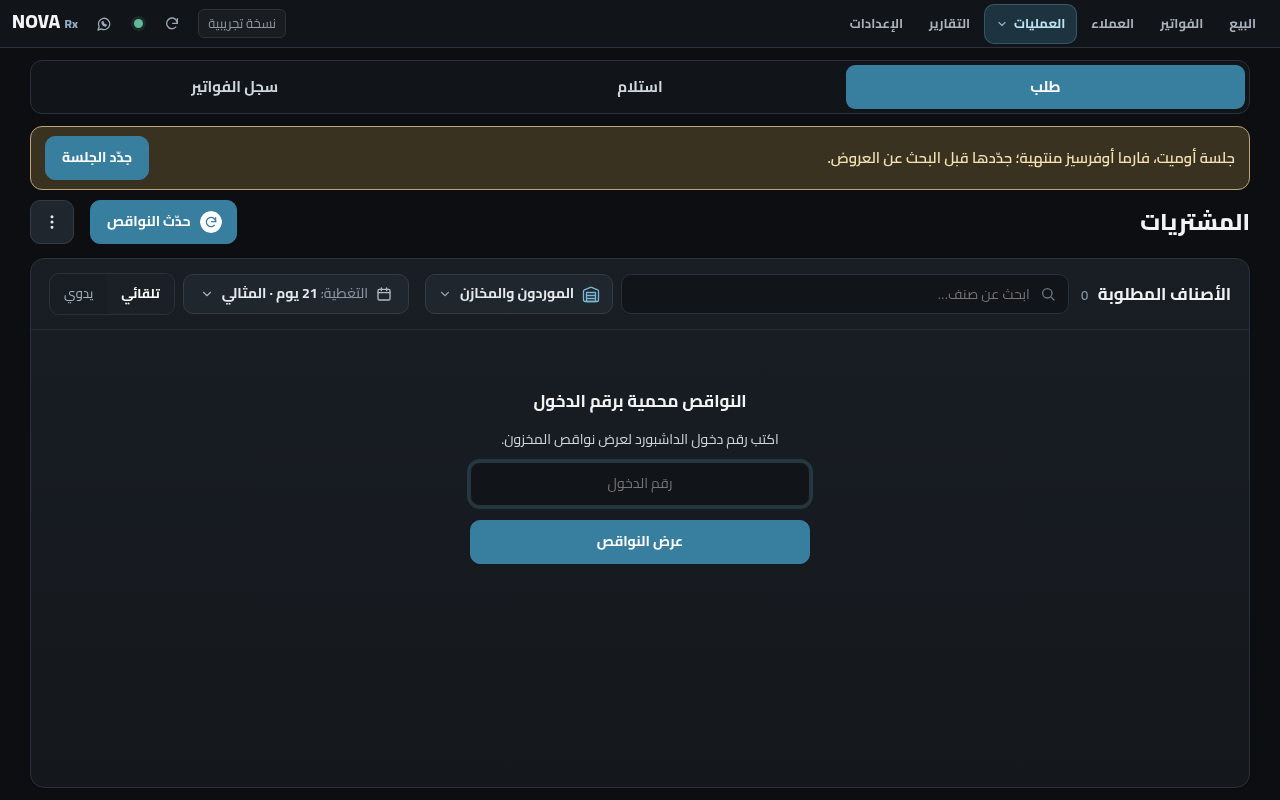 البيع
الفواتير
العملاء
العمليات
التقارير
الإعدادات
نسخة تجريبية
NOVA Rx
طلب
استلام
سجل الفواتير
جلسة أوميت، فارما أوفرسيز منتهية؛ جدّدها قبل البحث عن العروض.
جدّد الجلسة
المشتريات
حدّث النواقص
الأصناف المطلوبة 0
ابحث عن صنف...
الموردون والمخازن
التغطية: 21 يوم · المثالي
تلقائي
يدوي
النواقص محمية برقم الدخول
اكتب رقم دخول الداشبورد لعرض نواقص المخزون.
رقم الدخول
عرض النواقص